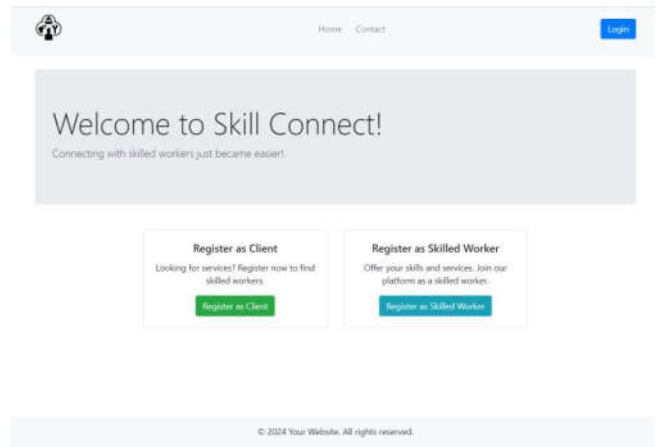 Home Contact Login
Welcome to Skill Connect!
Connecting with skilled workers just became easier!.
Register as Client
Looking for services? Register now to find
skilled workers.
Register as Client
Register as Skilled Worker
Offer your skills and services. Join our
platform as a skilled worker.
Register as Skilled Worker
© 2024 Your Website. All rights reserved.